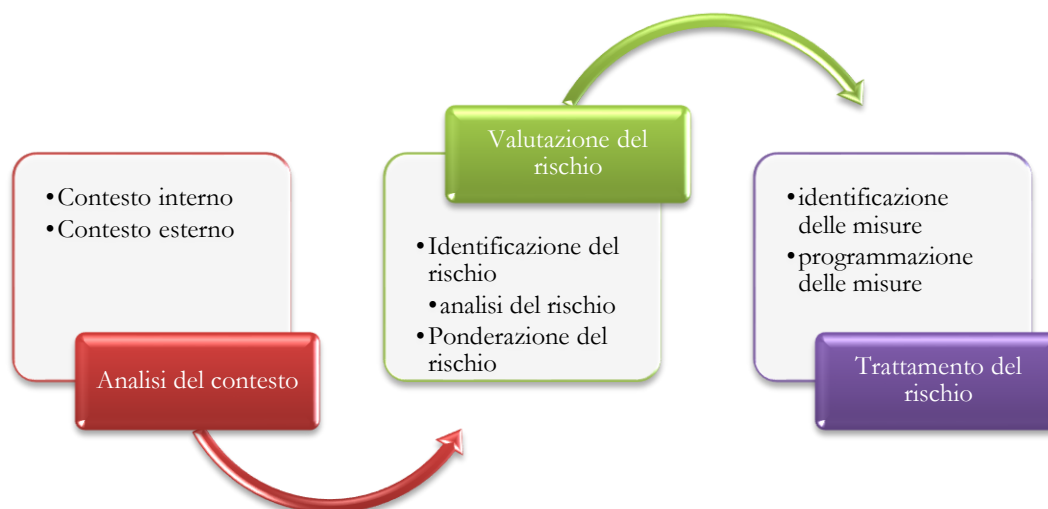 •Contesto interno
•Contesto esterno
Analisi del contesto
Valutazione del
rischio
•Identificazione del
rischio
•analisi del rischio
•Ponderazione del
rischio
•identificazione
delle misure
•programmazione
delle misure
Trattamento del
rischio